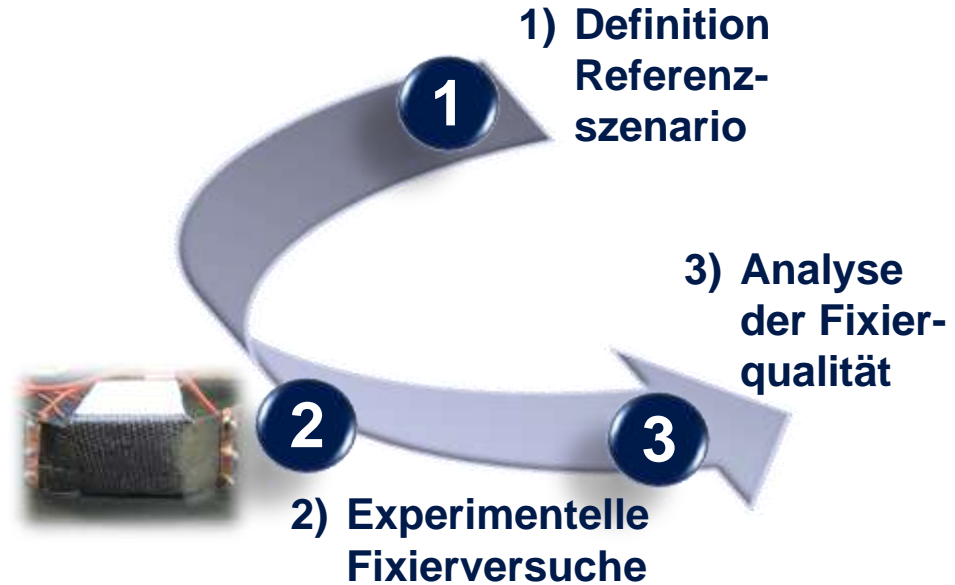 1) Definition
Referenz-
szenario
1
3) Analyse
der Fixier-
qualität
2
3
2) Experimentelle
Fixierversuche